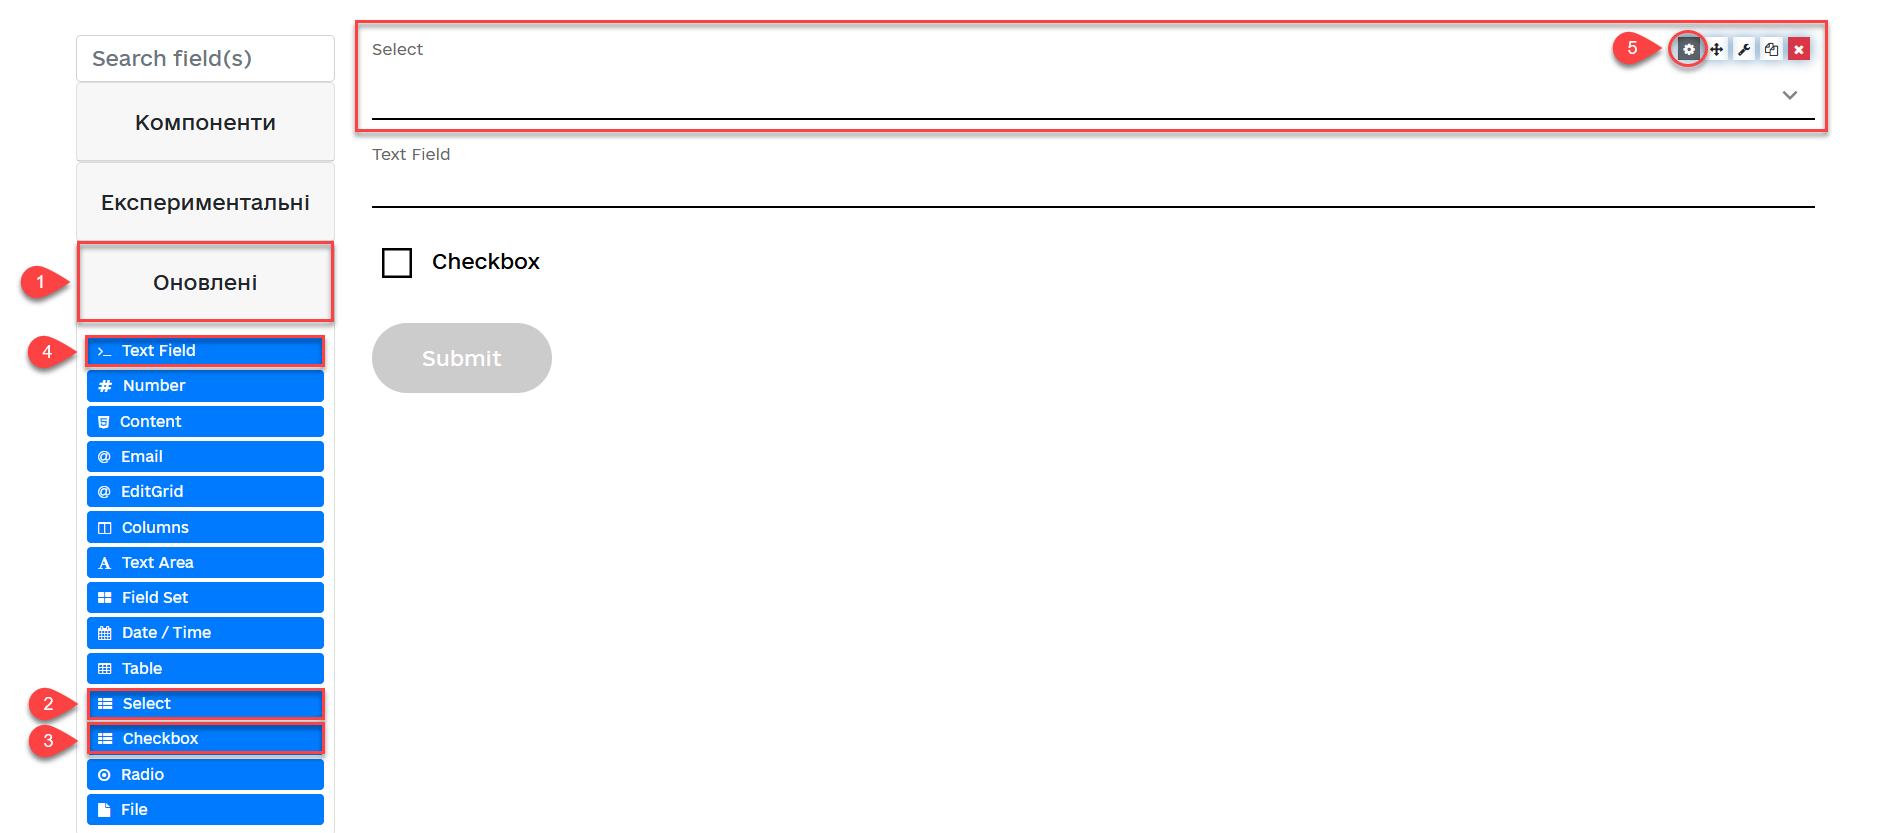 Search field(s)
Компоненти
Експериментальні
1
Оновлені
4
Text Field
Number
Content
Email
EditGrid
Columns
Text Area
Field Set
Date / Time
Table
2
Select
3
Checkbox
Radio
File
Select
5
Text Field
Checkbox
Submit